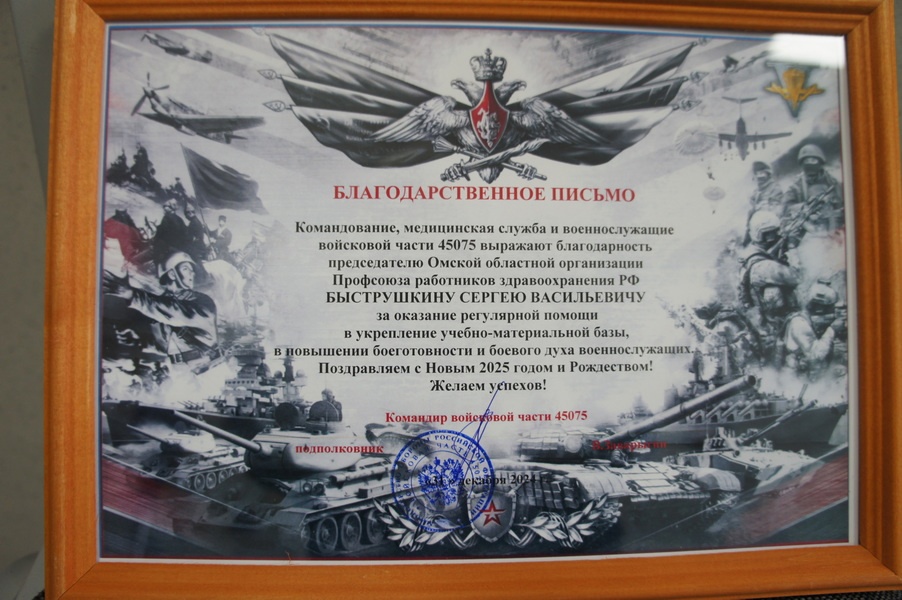 БЛАГОДАРСТВЕННОЕ ПИСЬМО
Командование, медицинская служба и военнослужащие
войсковой части 45075 выражают благодарность
председателю Омской областной организации
Профсоюза работников здравоохранения РФ
БЫСТРУШКИНУ СЕРГЕЮ ВАСИЛЬЕВИЧУ
за оказание регулярной помощи
в укрепление учебно-материальной базы,
в повышении боеготовности и боевого духа военнослужащих.
Поздравляем с Новым 2025 годом и Рождеством!
Желаем успехов!
Командир войсковой части 45075
подполковник
декабря 2024